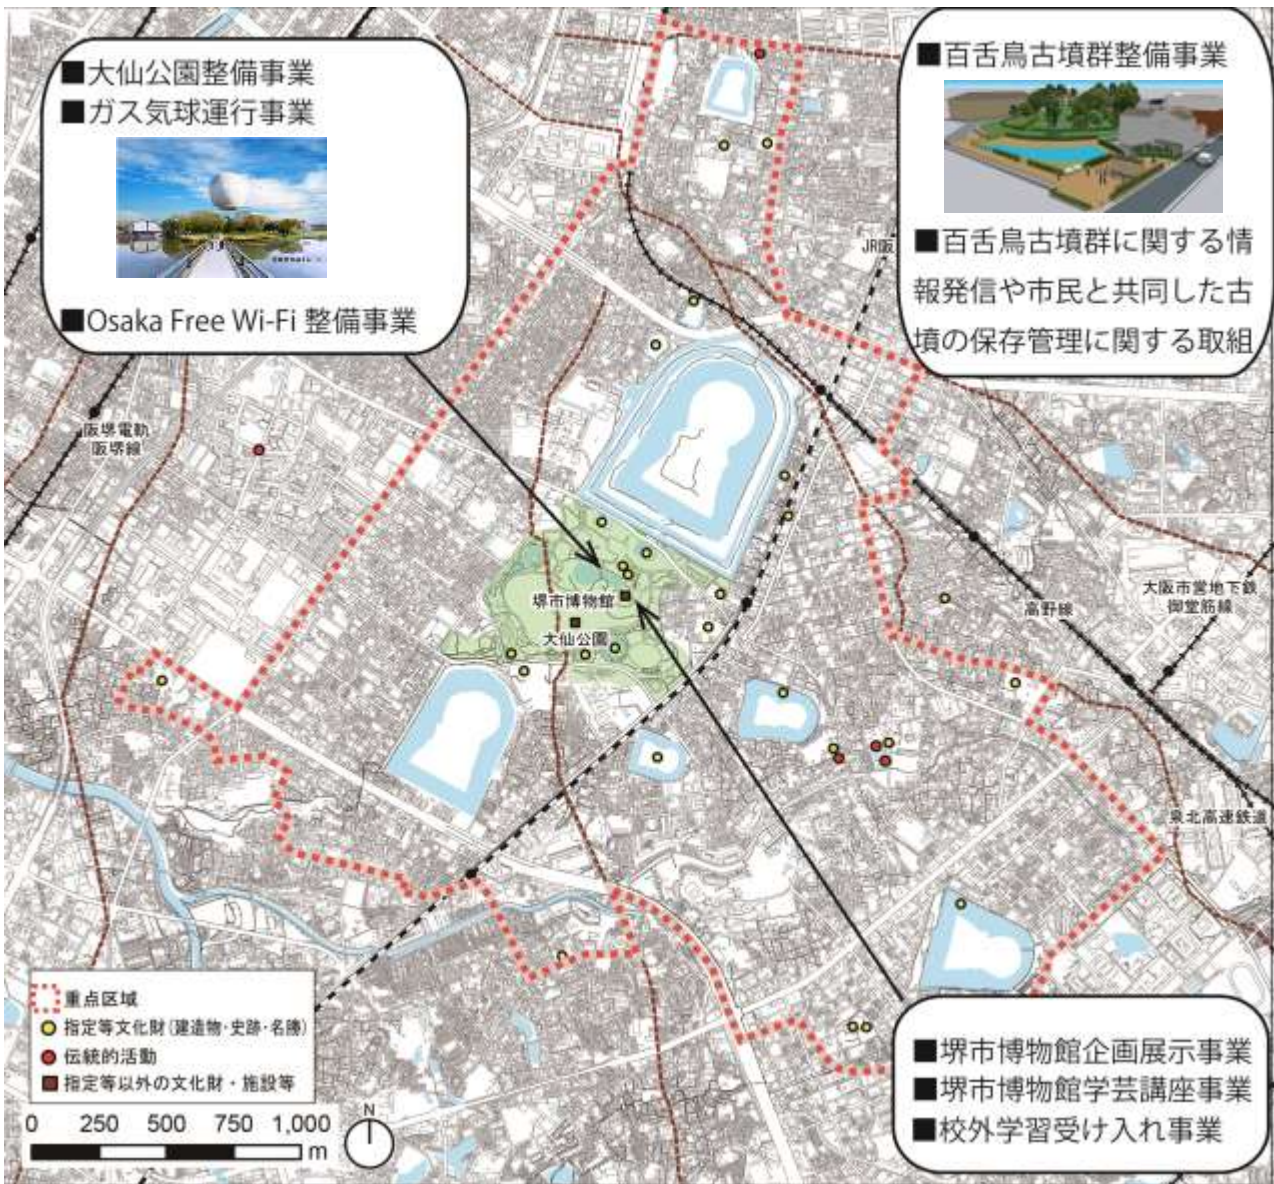 ■大仙公園整備事業
■ガス気球運行事業
■Osaka Free Wi-Fi 整備事業
■百舌鳥古墳群整備事業
■百舌鳥古墳群に関する情
報発信や市民と共同した古
墳の保存管理に関する取組
JR阪
阪堺電軌
阪堺線
堺市博物館
大仙公園
高野線
大阪市営地下鉄
御堂筋線
泉北高速鉄道
重点区域
指定等文化財(建造物・史跡・名勝)
伝統的活動
指定等以外の文化財・施設等
0 250 500 750 1,000
m
N
■堺市博物館企画展示事業
■堺市博物館学芸講座事業
■校外学習受け入れ事業